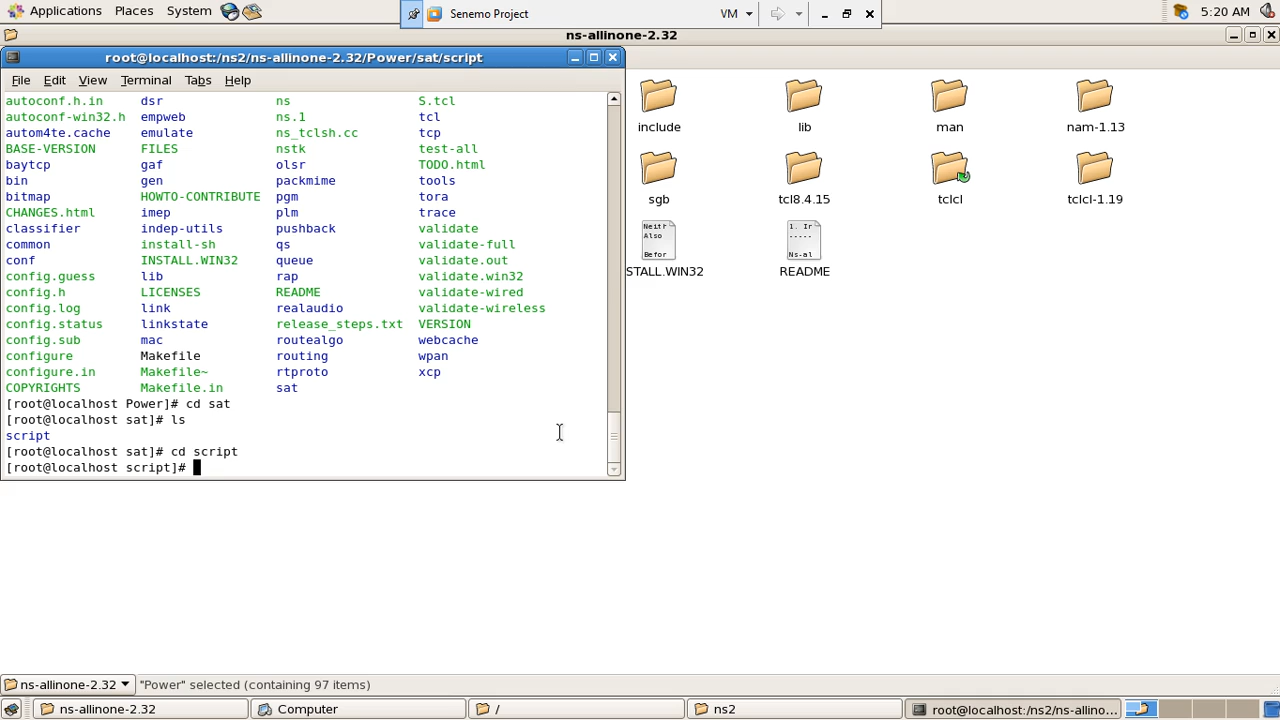 Applications Places System
Senemo Project
VM
5:20 AM
ns-allinone-2.32
root@localhost:/ns2/ns-allinone-2.32/Power/sat/script
File Edit View Terminal Tabs Help
autoconf.h.in dsr ns S.tcl
autoconf-win32.h empweb ns.1 tcl
autom4te.cache emulate ns_tclsh.cc tcp
BASE-VERSION FILES nstk test-all
baytcp gaf olsr TODO.html
bin gen packmime tools
bitmap HOWTO-CONTRIBUTE pgm tora
CHANGES.html imep plm trace
classifier indep-utils pushback validate
common install-sh qs validate-full
conf INSTALL.WIN32 queue validate.out
config.guess lib rap validate.win32
config.h LICENSES README validate-wired
config.log link realaudio validate-wireless
config.status linkstate release_steps.txt VERSION
config.sub mac routealgo webcache
configure Makefile routing wpan
configure.in Makefile~ rtproto xcp
COPYRIGHTS Makefile.in sat
[root@localhost Power]# cd sat
[root@localhost sat]# ls
script
[root@localhost sat]# cd script
[root@localhost script]#
include lib man nam-1.13
sgb tcl8.4.15 tclcl tclcl-1.19
Neitr
Also
Befor
1. Ir
-----
Ns-al
STALL.WIN32 README
ns-allinone-2.32 "Power" selected (containing 97 items)
ns-allinone-2.32 Computer / ns2 root@localhost:/ns2/ns-allino...